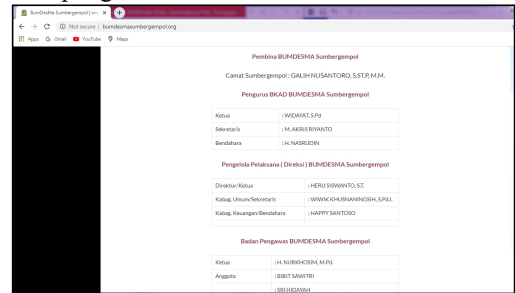 BumDesMa Sumbergempol | w
Not secure | bumdesmasumbergempol.org
Apps G Gmail YouTube Maps
Pembina BUMDESMA Sumbergempol
Camat Sumbergempol : GALIH NUSANTORO, S.STP, M.M.
Pengurus BKAD BUMDESMA Sumbergempol
Ketua : WIDAYAT, S.Pd
Sekretaris : M. AKRIS RIYANTO
Bendahara : H. NASRUDIN
Pengelola Pelaksana ( Direksi ) BUMDESMA Sumbergempol
Direktur/Ketua : HERU SISWANTO, S.T.
Kabag. Umum/Sekretaris : WIWIK KHUSNANINGSIH, S.Pd.I.
Kabag. Keuangan/Bendahara : HAPPY SANTOSO
Badan Pengawas BUMDESMA Sumbergempol
Ketua : H. NURKHOSIM, M.Pd.
Anggota : BIBIT SAWITRI
: SRI HIDAYAH